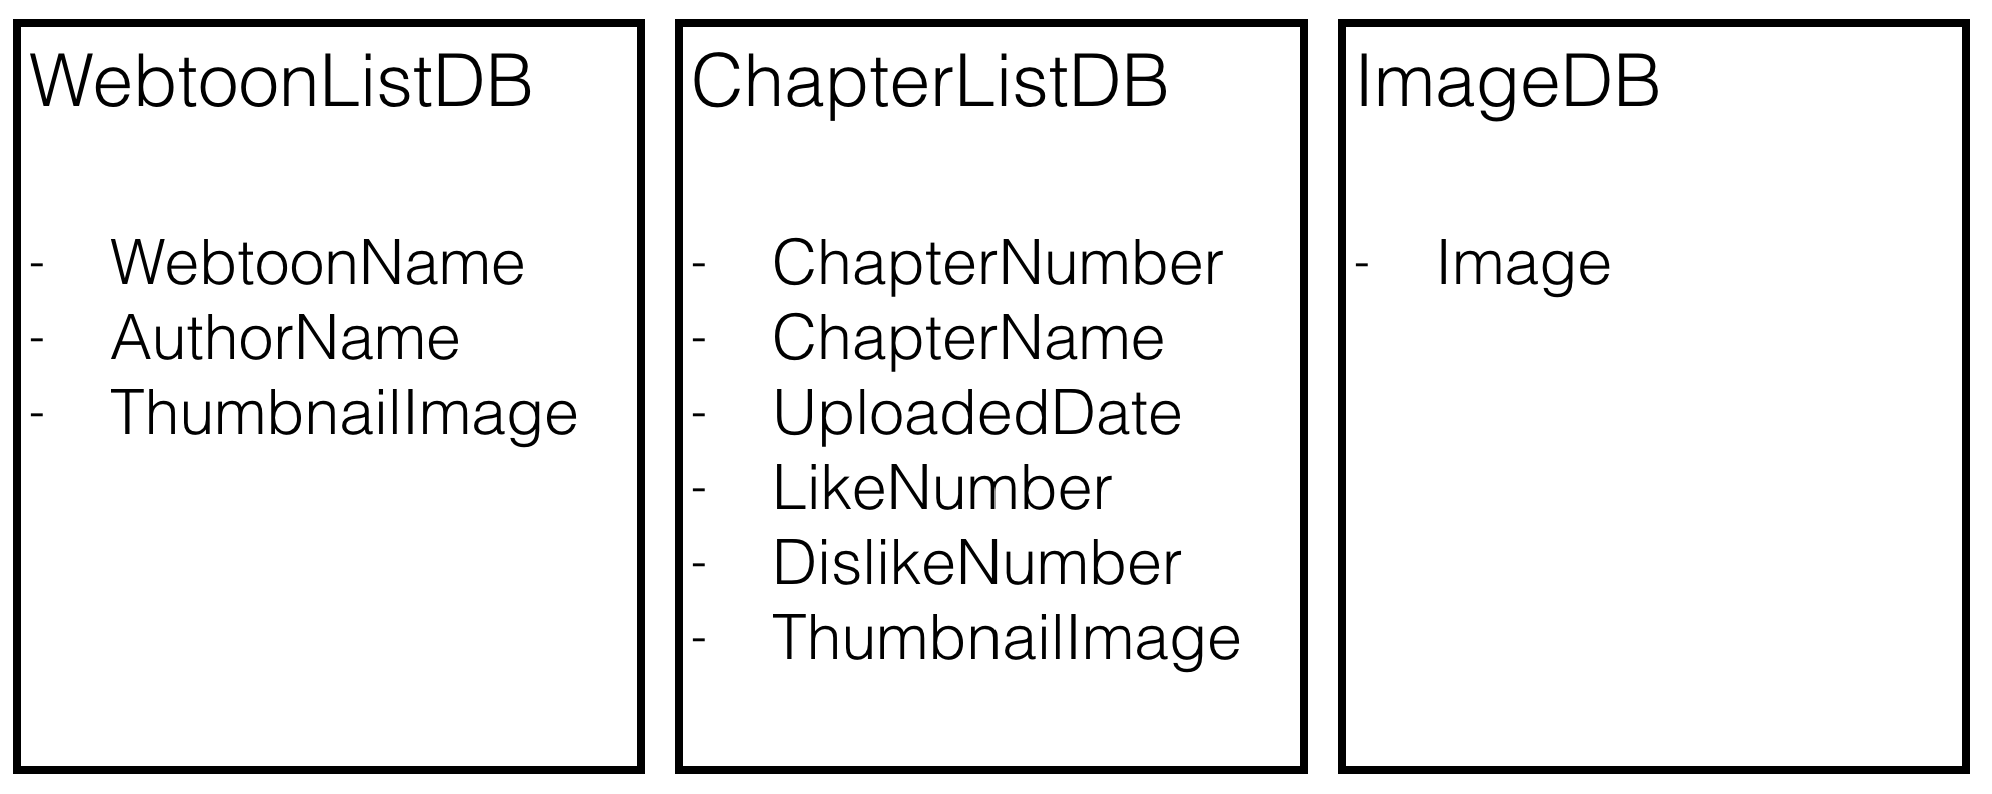 WebtoonListDB
- WebtoonName
- AuthorName
- ThumbnailImage
ChapterListDB
- ChapterNumber
- ChapterName
- UploadedDate
- LikeNumber
- DislikeNumber
- ThumbnailImage
ImageDB
- Image